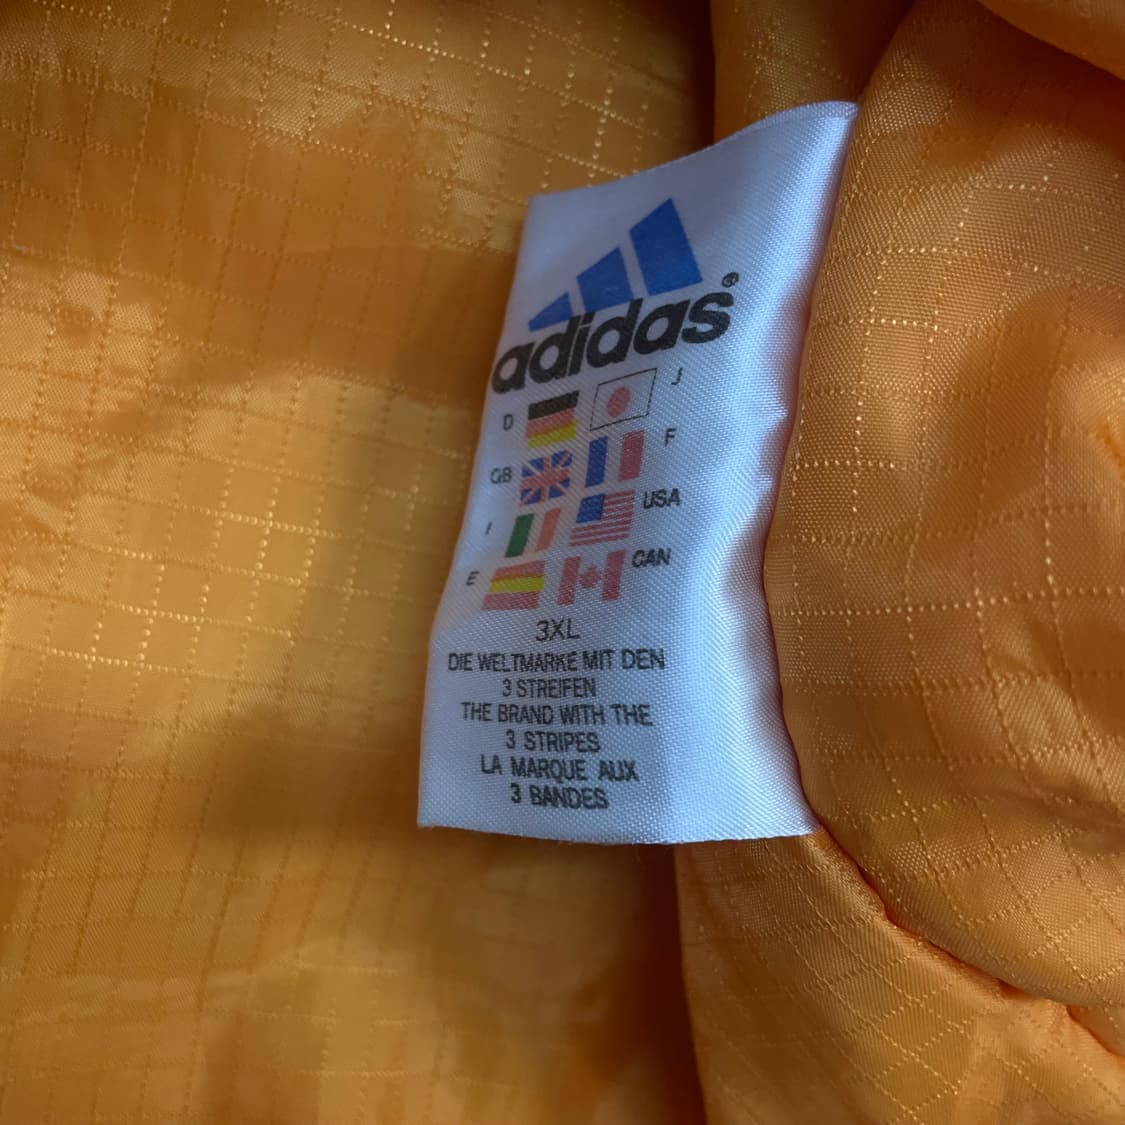 adidas®
D J
GB F
I USA
E CAN
3XL
DIE WELTMARKE MIT DEN
3 STREIFEN
THE BRAND WITH THE
3 STRIPES
LA MARQUE AUX
3 BANDES